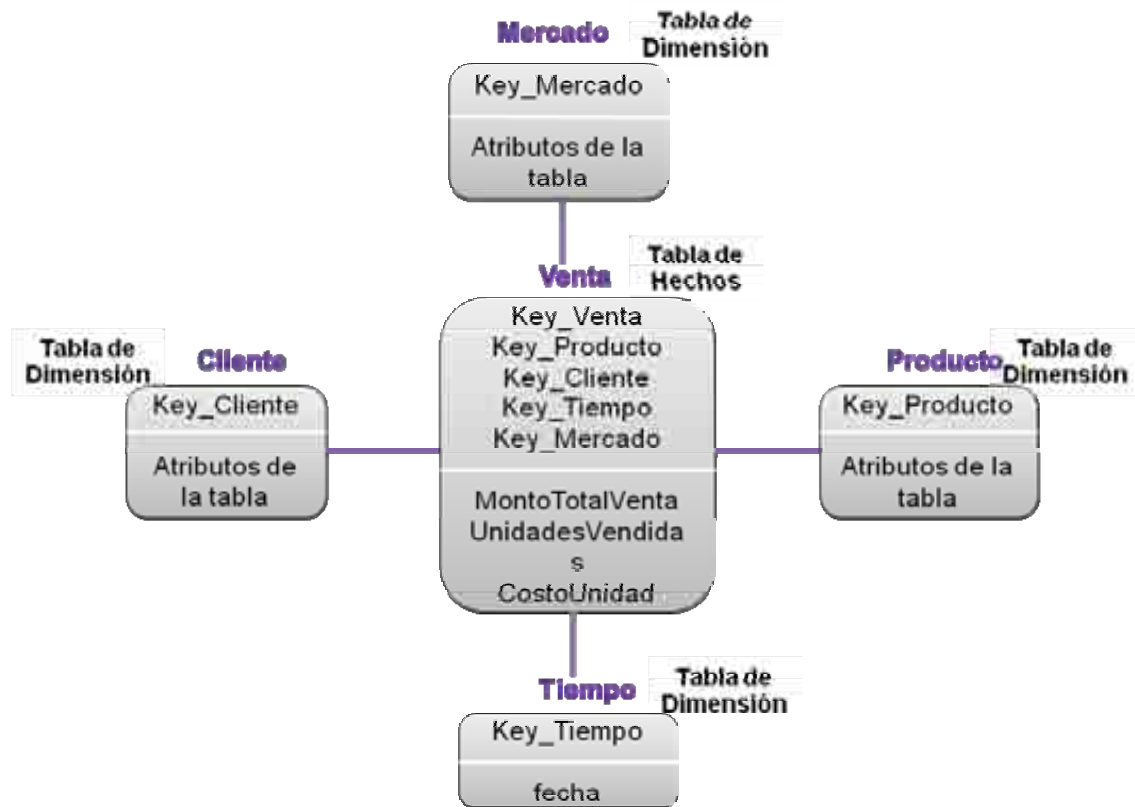 Mercado
Tabla de
Dimensión
Key_Mercado
Atributos de la
tabla
Venta
Tabla de
Hechos
Key_Venta
Key_Producto
Key_Cliente
Key_Tiempo
Key_Mercado
MontoTotalVenta
UnidadesVendida
s
CostoUnidad
Tabla de
Dimensión
Cliente
Key_Cliente
Atributos de
la tabla
Producto
Tabla de
Dimensión
Key_Producto
Atributos de la
tabla
Tiempo
Tabla de
Dimensión
Key_Tiempo
fecha